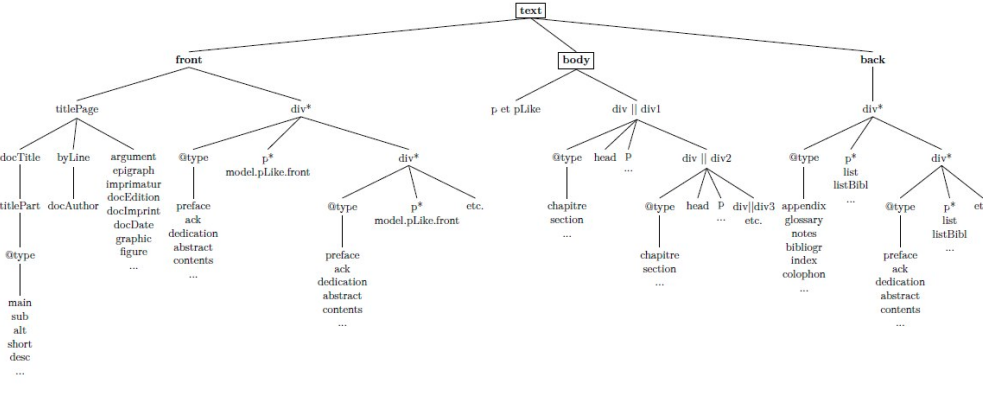 text
front body back
titlePage div* p et pLike div || div1 div*
docTitle byLine argument @type p* div* @type head p div || div2 @type p* div*
epigraph model.pLike.front ... list
imprimatur listBibl
titlePart docAuthor docEdition preface @type p* etc. chapitre @type head p div||div3 appendix ... @type p* et
docImprint ack model.pLike.front section ... etc. glossary list
docDate dedication ... notes listBibl
graphic abstract bibliogr ...
@type figure contents preface chapitre index preface
... ... ack section colophon ack
dedication ... ... dedication
main abstract abstract
sub contents contents
alt ... ...
short
desc
...